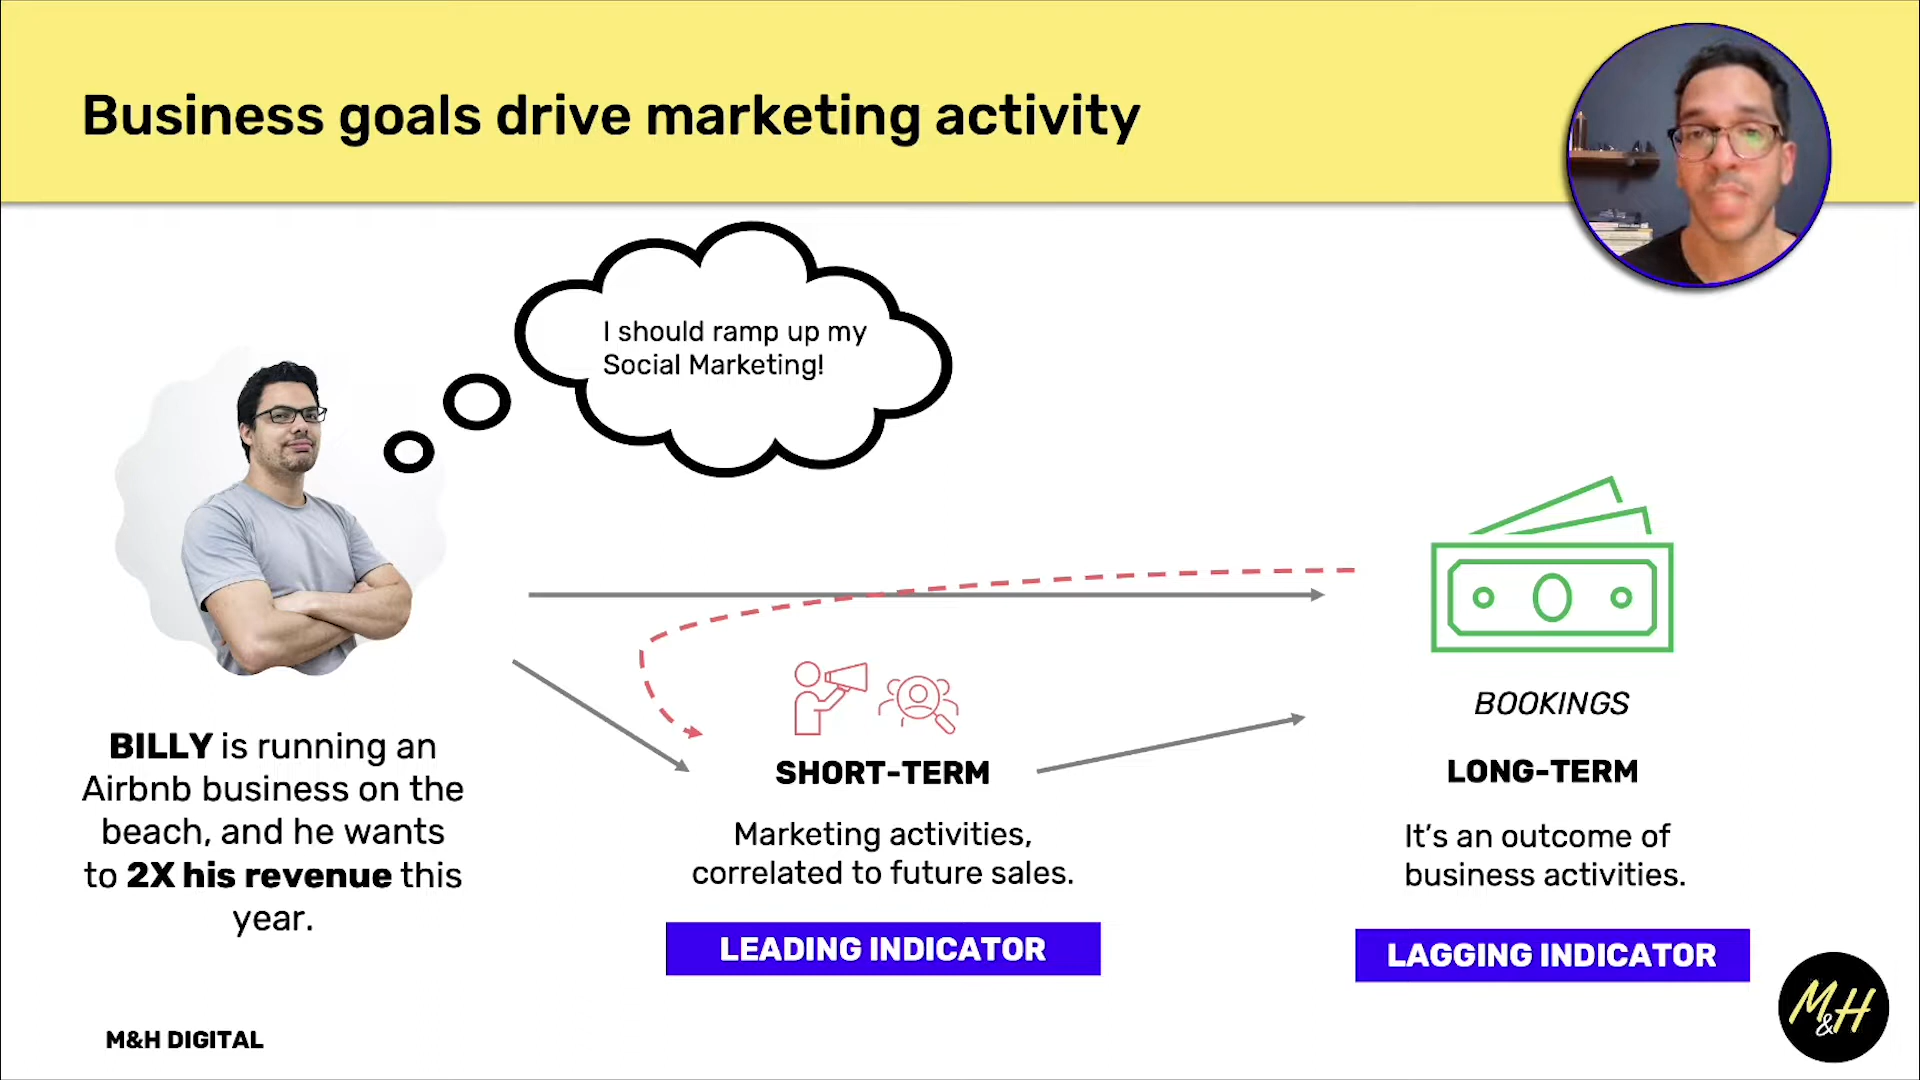 Business goals drive marketing activity
I should ramp up my
Social Marketing!
BILLY is running an
Airbnb business on the
beach, and he wants
to 2X his revenue this
year.
SHORT-TERM
Marketing activities,
correlated to future sales.
LEADING INDICATOR
BOOKINGS
LONG-TERM
It's an outcome of
business activities.
LAGGING INDICATOR
M&H DIGITAL
M&H